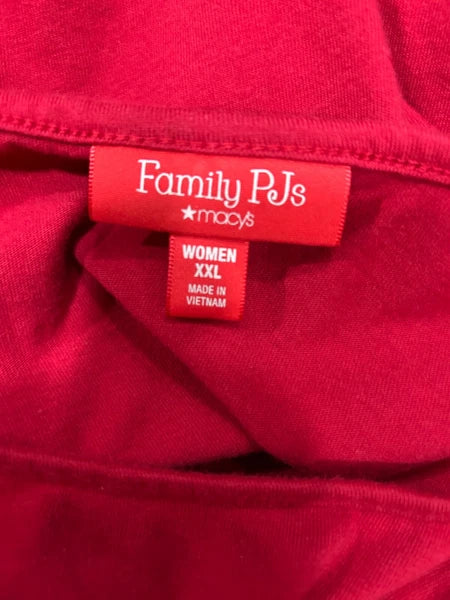 Family PJs
★macy's
WOMEN
XXL
MADE IN
VIETNAM